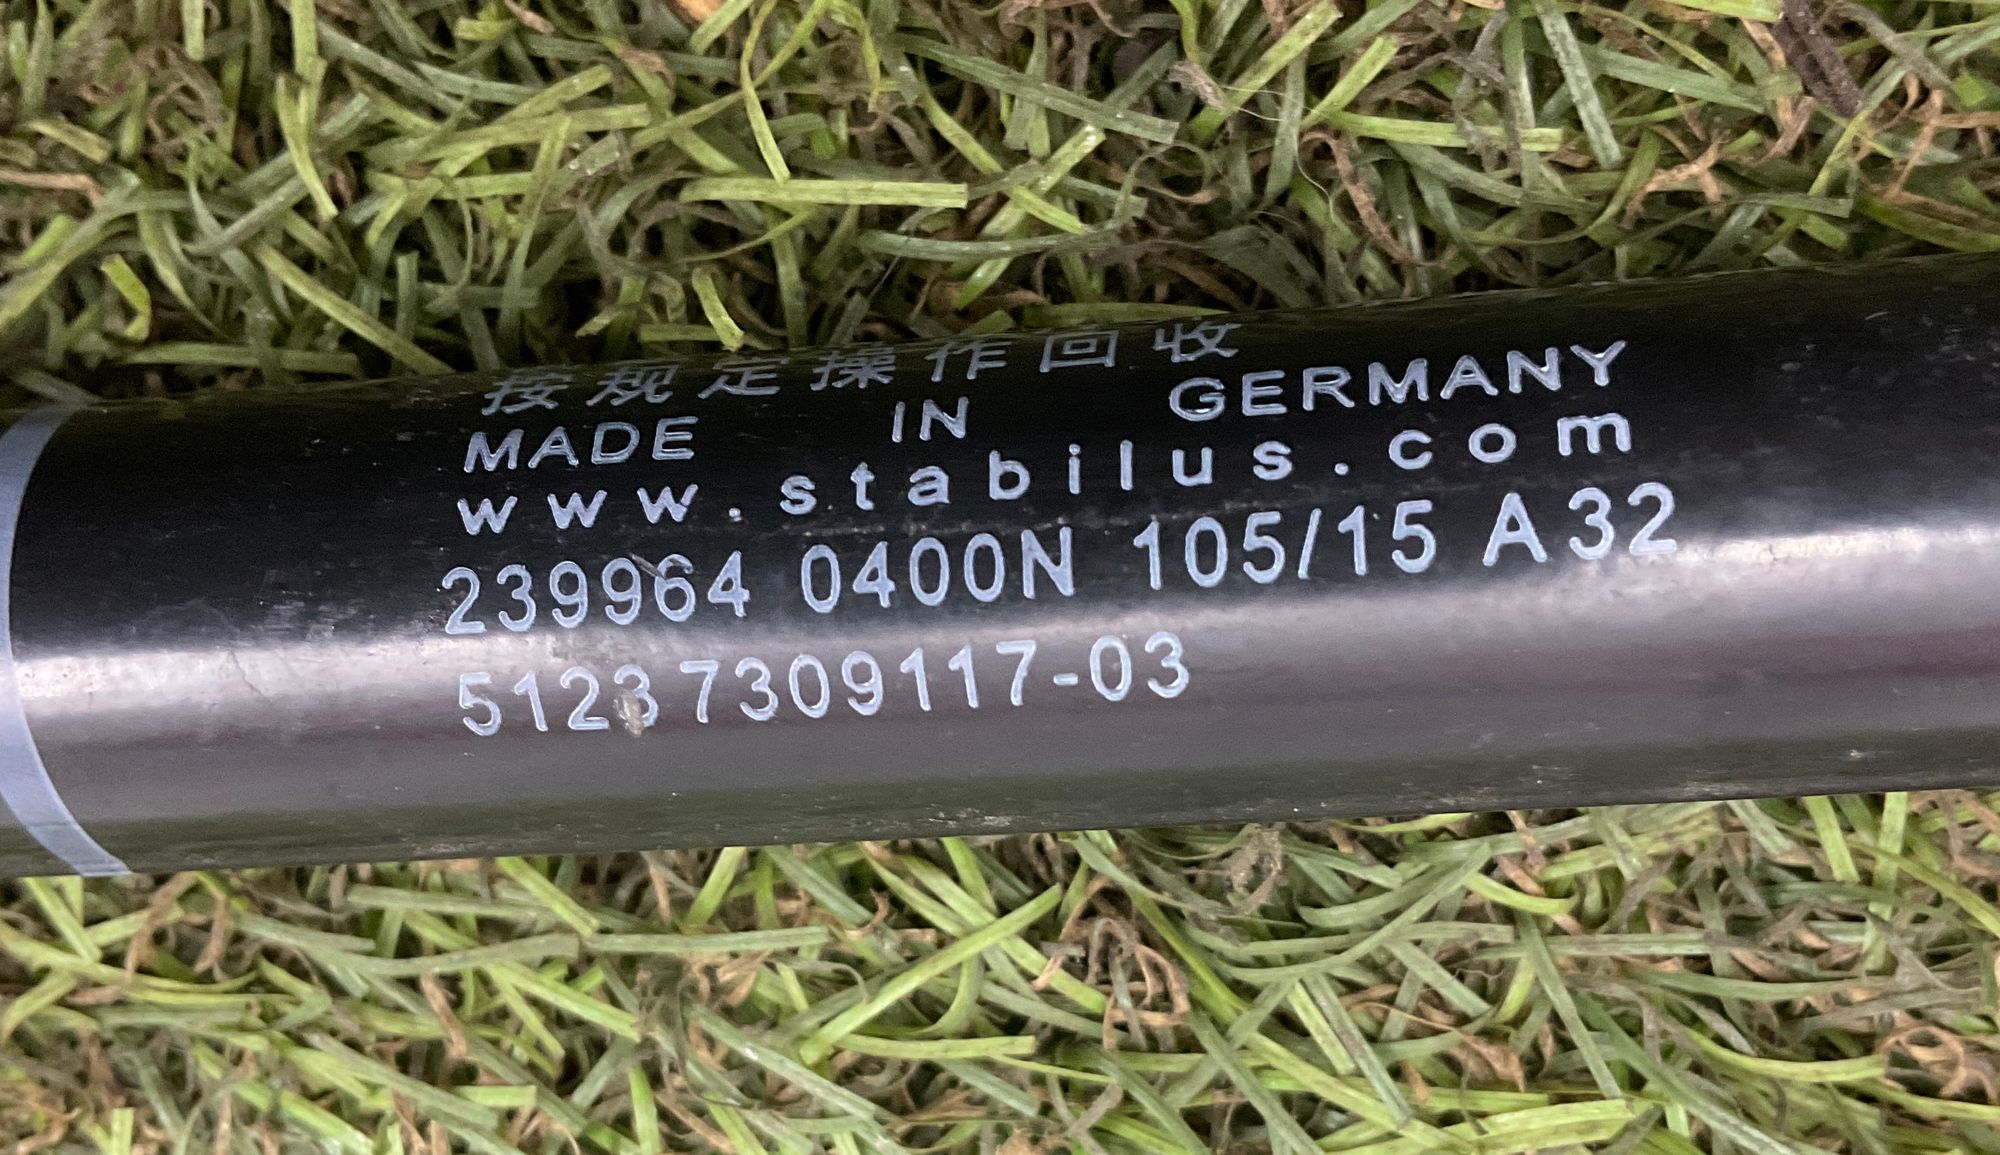 按规定操作回收
MADE IN GERMANY
www.stabilus.com
239964 0400N 105/15 A32
51237309117-03